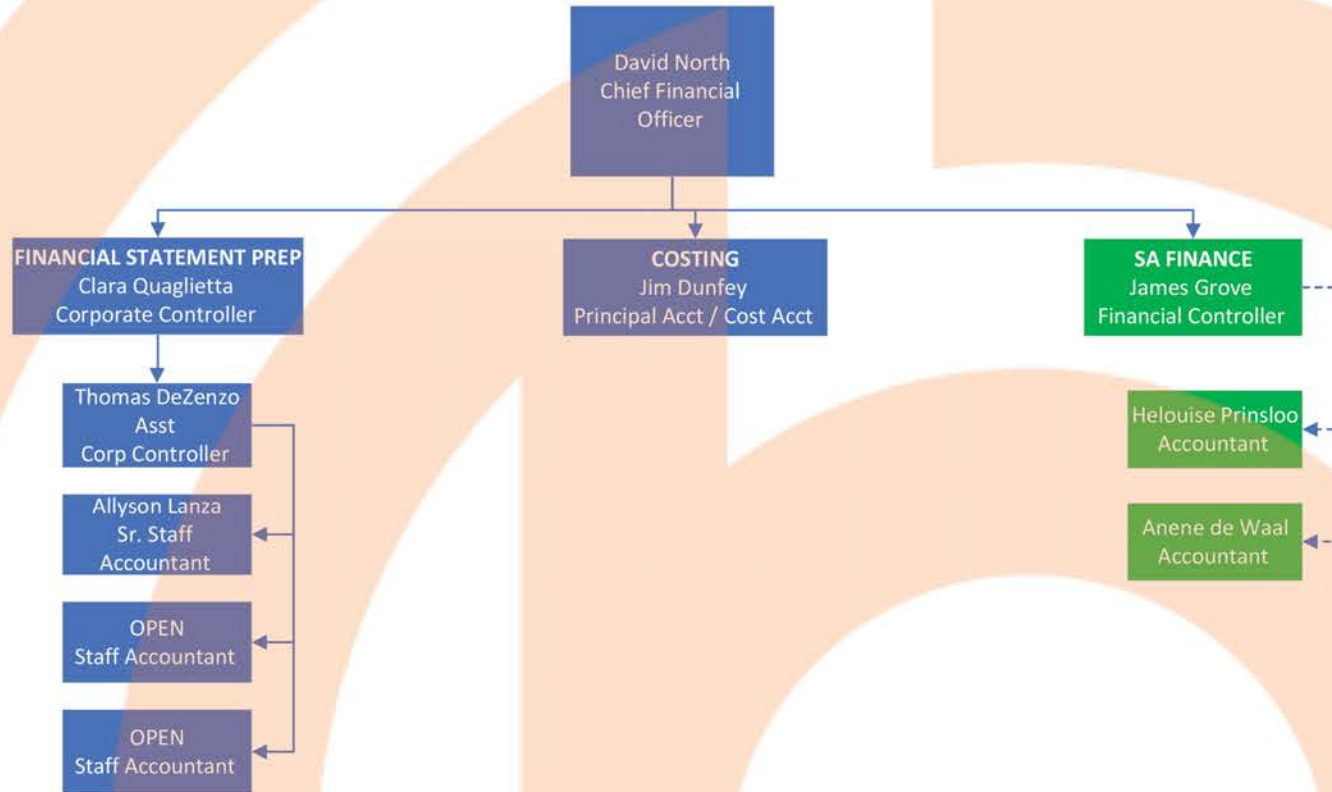 David North
Chief Financial
Officer
FINANCIAL STATEMENT PREP
Clara Quaglietta
Corporate Controller
COSTING
Jim Dunfey
Principal Acct / Cost Acct
SA FINANCE
James Grove
Financial Controller
Thomas DeZenzo
Asst
Corp Controller
Allyson Lanza
Sr. Staff
Accountant
OPEN
Staff Accountant
OPEN
Staff Accountant
Helouise Prinsloo
Accountant
Anene de Waal
Accountant